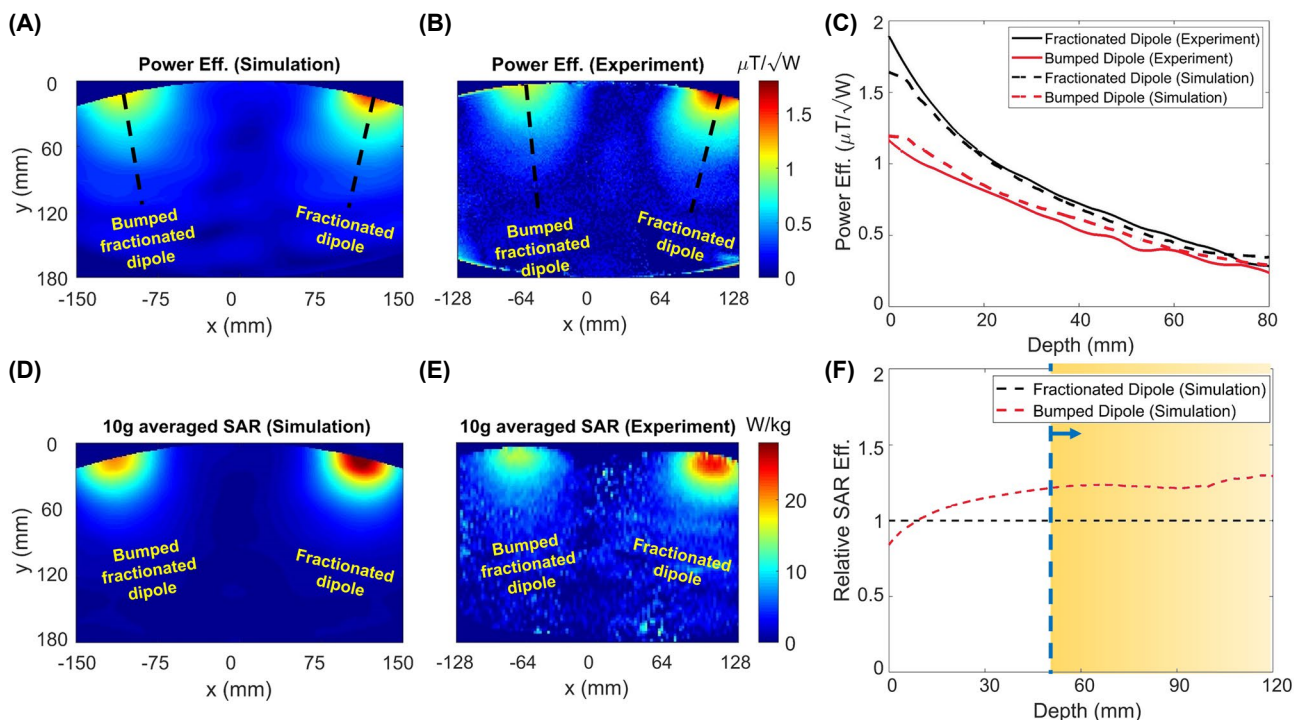 (A)
Power Eff. (Simulation)
0
60
120
180
y (mm)
Bumped
fractionated
dipole
Fractionated
dipole
-150
-75
0
75
150
x (mm)
(B)
Power Eff. (Experiment)
μT/√W
1.5
1
0.5
0
Bumped
fractionated
dipole
Fractionated
dipole
-128
-64
0
64
128
x (mm)
(C)
2
1.5
1
0.5
0
Power Eff. (μT/√W)
Fractionated Dipole (Experiment)
Bumped Dipole (Experiment)
Fractionated Dipole (Simulation)
Bumped Dipole (Simulation)
0
20
40
60
80
Depth (mm)
(D)
10g averaged SAR (Simulation)
0
60
120
180
y (mm)
Bumped
fractionated
dipole
Fractionated
dipole
-150
-75
0
75
150
x (mm)
(E)
10g averaged SAR (Experiment)
W/kg
20
10
0
Bumped
fractionated
dipole
Fractionated
dipole
-128
-64
0
64
128
x (mm)
(F)
2
1.5
1
0.5
0
Relative SAR Eff.
Fractionated Dipole (Simulation)
Bumped Dipole (Simulation)
0
30
60
90
120
Depth (mm)